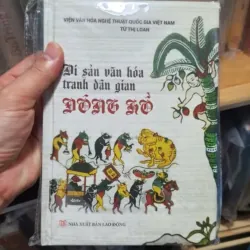 VIỆN VĂN HÓA NGHỆ THUẬT QUỐC GIA VIỆT NAM
TỪ THỊ LOAN
Di sản văn hóa
tranh dân gian
ĐÔNG HỒ
NHÀ XUẤT BẢN LAO ĐỘNG